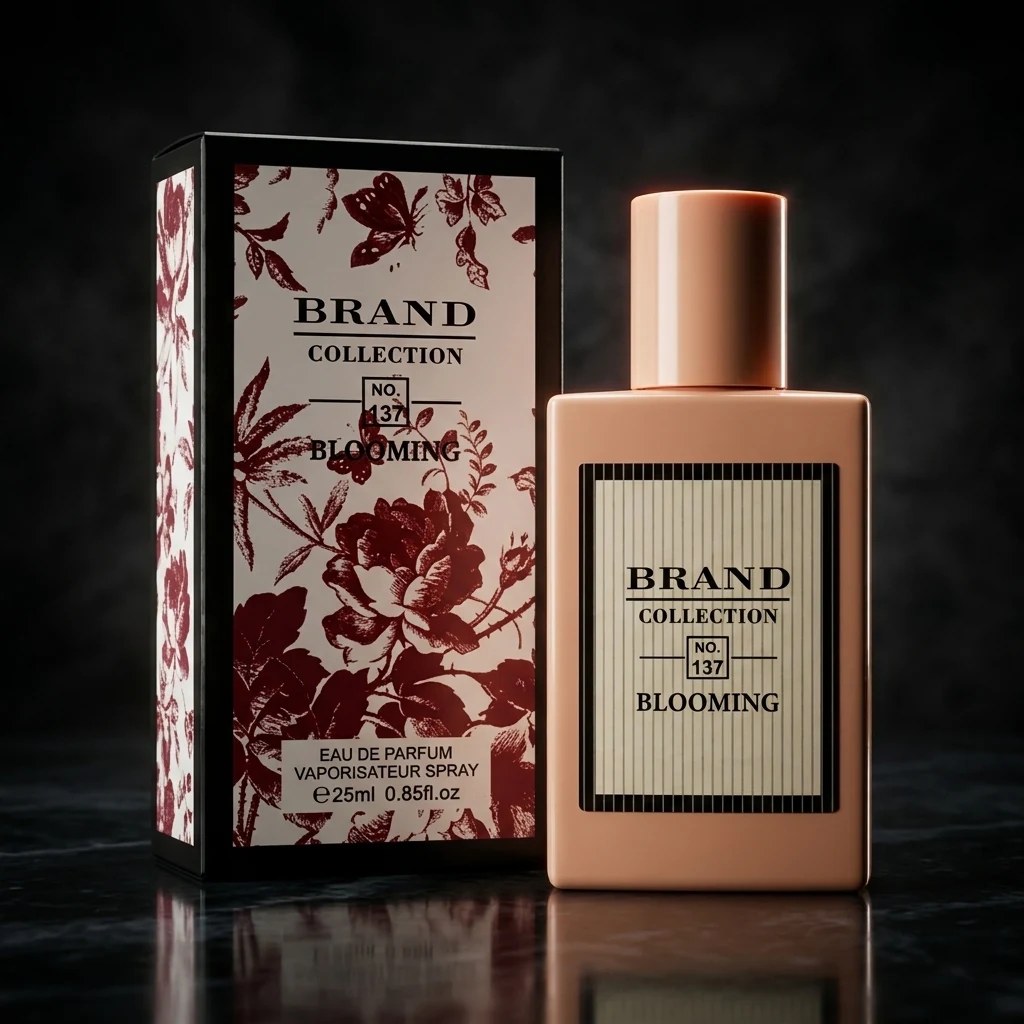 BRAND
COLLECTION
NO.
137
BLOOMING
EAU DE PARFUM
VAPORISATEUR SPRAY
℮25ml 0.85fl.oz
BRAND
COLLECTION
NO.
137
BLOOMING